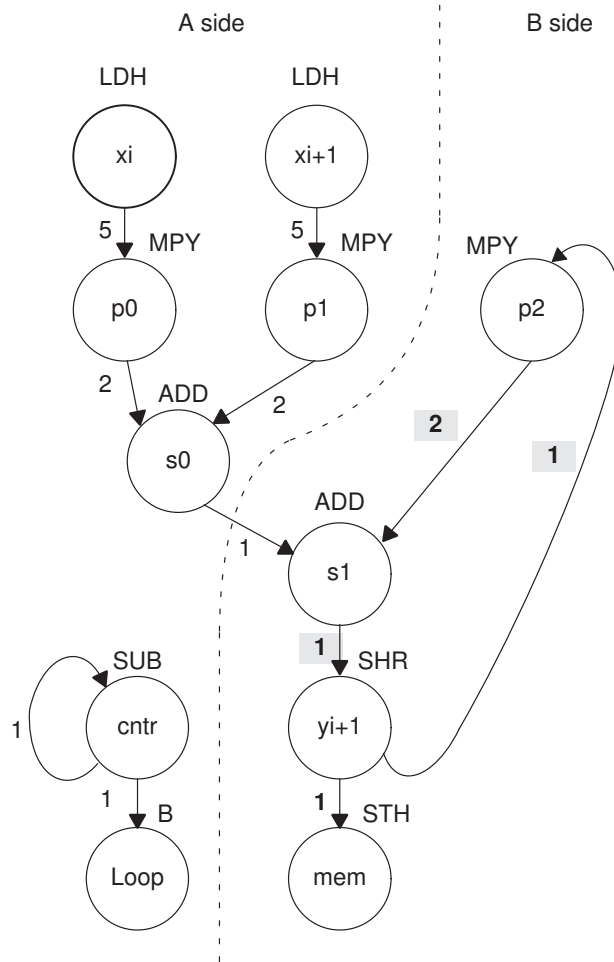 A side
B side
LDH
LDH
xi
xi+1
5
5
MPY
MPY
MPY
p0
p1
p2
2
ADD
2
2
1
s0
ADD
1
s1
1
SUB
SHR
1
cntr
yi+1
1
B
1
STH
Loop
mem